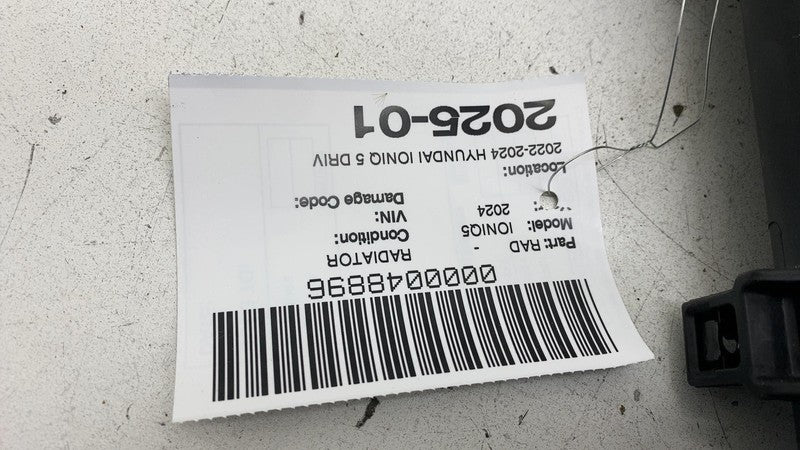 0000048896
Part: RAD - RADIATOR
Model: IONIQ5 Condition:
2024 VIN:
Damage Code:
Location:
2022-2024 HYUNDAI IONIQ 5 DRIV
2025-01